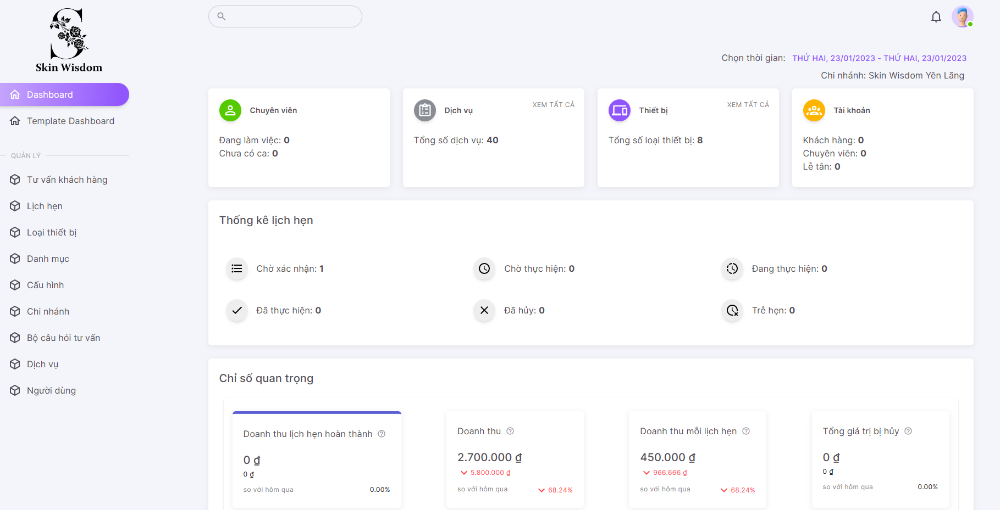 S
Skin Wisdom
Dashboard
Template Dashboard
QUẢN LÝ
Tư vấn khách hàng
Lịch hẹn
Loại thiết bị
Danh mục
Cấu hình
Chi nhánh
Bộ câu hỏi tư vấn
Dịch vụ
Người dùng
Chọn thời gian: THỨ HAI, 23/01/2023 - THỨ HAI, 23/01/2023
Chi nhánh: Skin Wisdom Yên Lãng
Chuyên viên
Đang làm việc: 0
Chưa có ca: 0
Dịch vụ
XEM TẤT CẢ
Tổng số dịch vụ: 40
Thiết bị
XEM TẤT CẢ
Tổng số loại thiết bị: 8
Tài khoản
Khách hàng: 0
Chuyên viên: 0
Lễ tân: 0
Thống kê lịch hẹn
Chờ xác nhận: 1
Chờ thực hiện: 0
Đang thực hiện: 0
Đã thực hiện: 0
Đã hủy: 0
Trễ hẹn: 0
Chỉ số quan trọng
Doanh thu lịch hẹn hoàn thành
0 ₫
0 ₫
so với hôm qua
0.00%
Doanh thu
2.700.000 ₫
5.800.000 ₫
so với hôm qua
68.24%
Doanh thu mỗi lịch hẹn
450.000 ₫
966.666 ₫
so với hôm qua
68.24%
Tổng giá trị bị hủy
0 ₫
0 ₫
so với hôm qua
0.00%